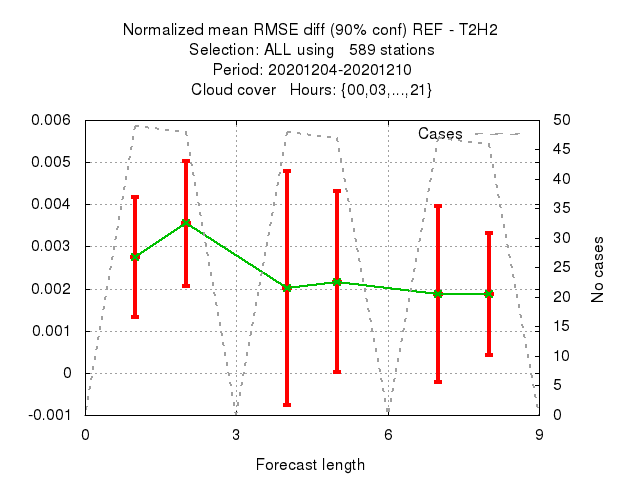 Normalized mean RMSE diff (90% conf) REF - T2H2
Selection: ALL using   589 stations
Period: 20201204-20201210
Cloud cover   Hours: {00,03,...,21}
Cases
0.006
0.005
0.004
0.003
0.002
0.001
0
-0.001
50
45
40
35
30
25
20
15
10
5
0
No cases
0 3 6 9
Forecast length